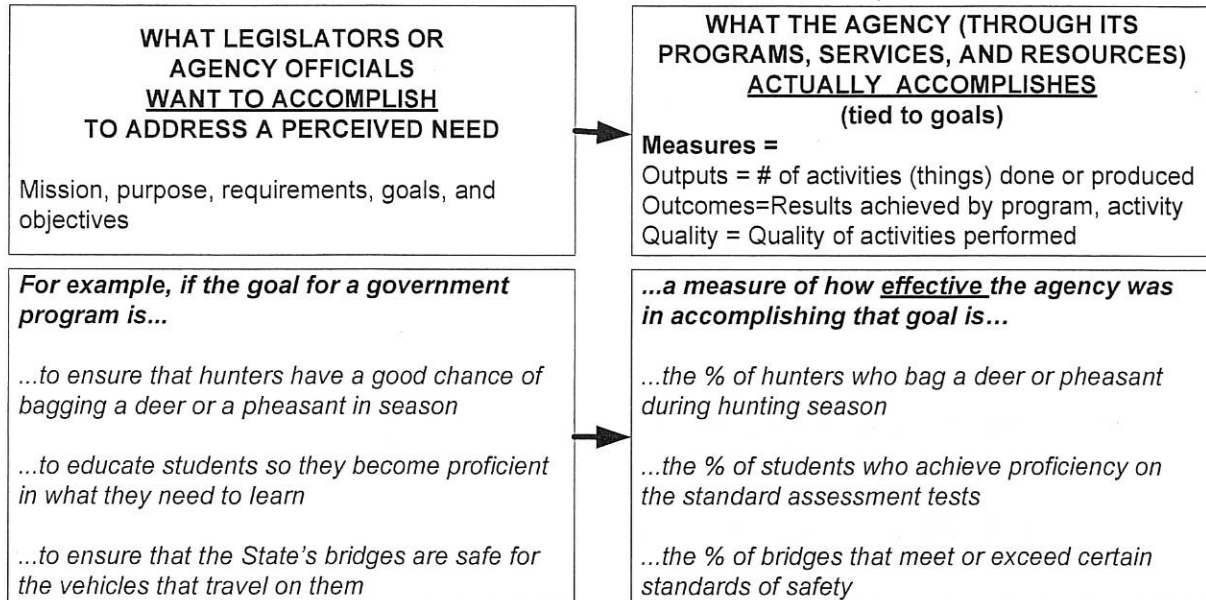 WHAT LEGISLATORS OR
AGENCY OFFICIALS
WANT TO ACCOMPLISH
TO ADDRESS A PERCEIVED NEED
Mission, purpose, requirements, goals, and
objectives
WHAT THE AGENCY (THROUGH ITS
PROGRAMS, SERVICES, AND RESOURCES)
ACTUALLY ACCOMPLISHES
(tied to goals)
Measures =
Outputs = # of activities (things) done or produced
Outcomes=Results achieved by program, activity
Quality = Quality of activities performed
For example, if the goal for a government
program is...
...to ensure that hunters have a good chance of
bagging a deer or a pheasant in season
...to educate students so they become proficient
in what they need to learn
...to ensure that the State's bridges are safe for
the vehicles that travel on them
...a measure of how effective the agency was
in accomplishing that goal is...
...the % of hunters who bag a deer or pheasant
during hunting season
...the % of students who achieve proficiency on
the standard assessment tests
...the % of bridges that meet or exceed certain
standards of safety